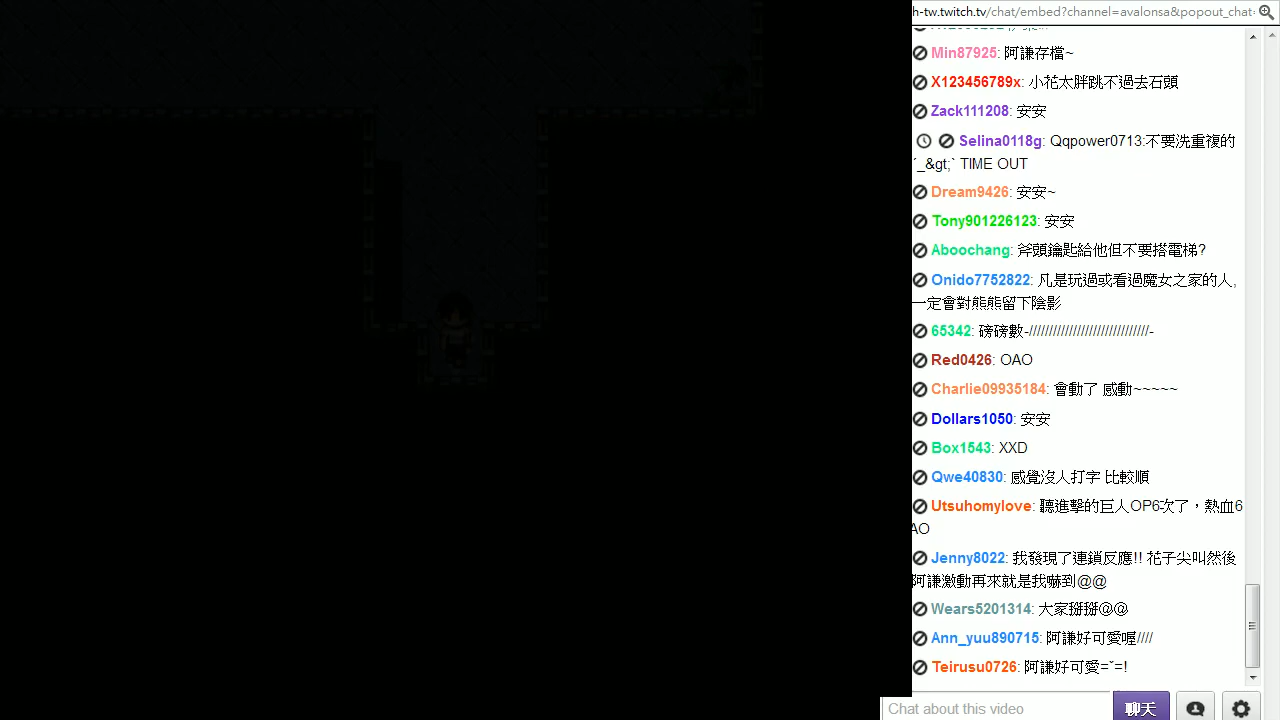 h-tw.twitch.tv/chat/embed?channel=avalonsa&popout_chat=
Min87925: 阿謙存檔~
X123456789x: 小花太胖跳不過去石頭
Zack111208: 安安
Selina0118g: Qqpower0713:不要洗重複的
´_&gt;` TIME OUT
Dream9426: 安安~
Tony901226123: 安安
Aboochang: 斧頭鑰匙給他但不要搭電梯?
Onido7752822: 凡是玩過或看過魔女之家的人,
一定會對熊熊留下陰影
65342: 磅磅數-//////////////////////////////-
Red0426: OAO
Charlie09935184: 會動了 感動~~~~~
Dollars1050: 安安
Box1543: XXD
Qwe40830: 感覺沒人打字 比較順
Utsuhomylove: 聽進擊的巨人OP6次了，熱血6
AO
Jenny8022: 我發現了連鎖反應!! 花子尖叫然後
阿謙激動再來就是我嚇到@@
Wears5201314: 大家掰掰@@
Ann_yuu890715: 阿謙好可愛喔////
Teirusu0726: 阿謙好可愛=ˇ=!
Chat about this video
聊天